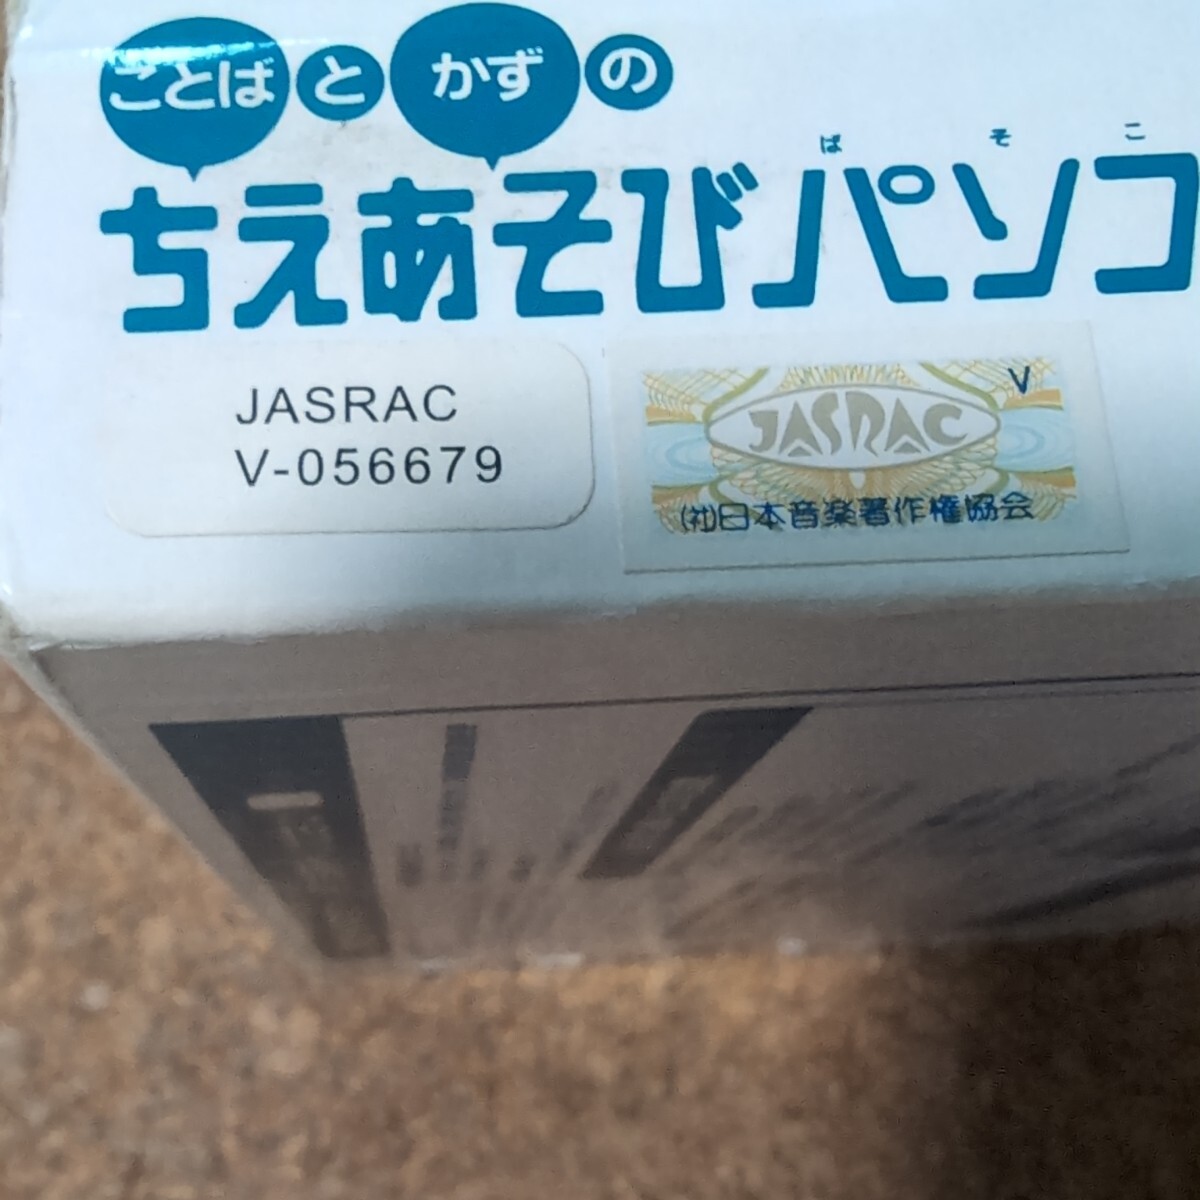 ことば と かず の
ぱ そ こ
ちえあそびパソコ
JASRAC
V-056679
V
JASRAC
(社)日本音楽著作権協会